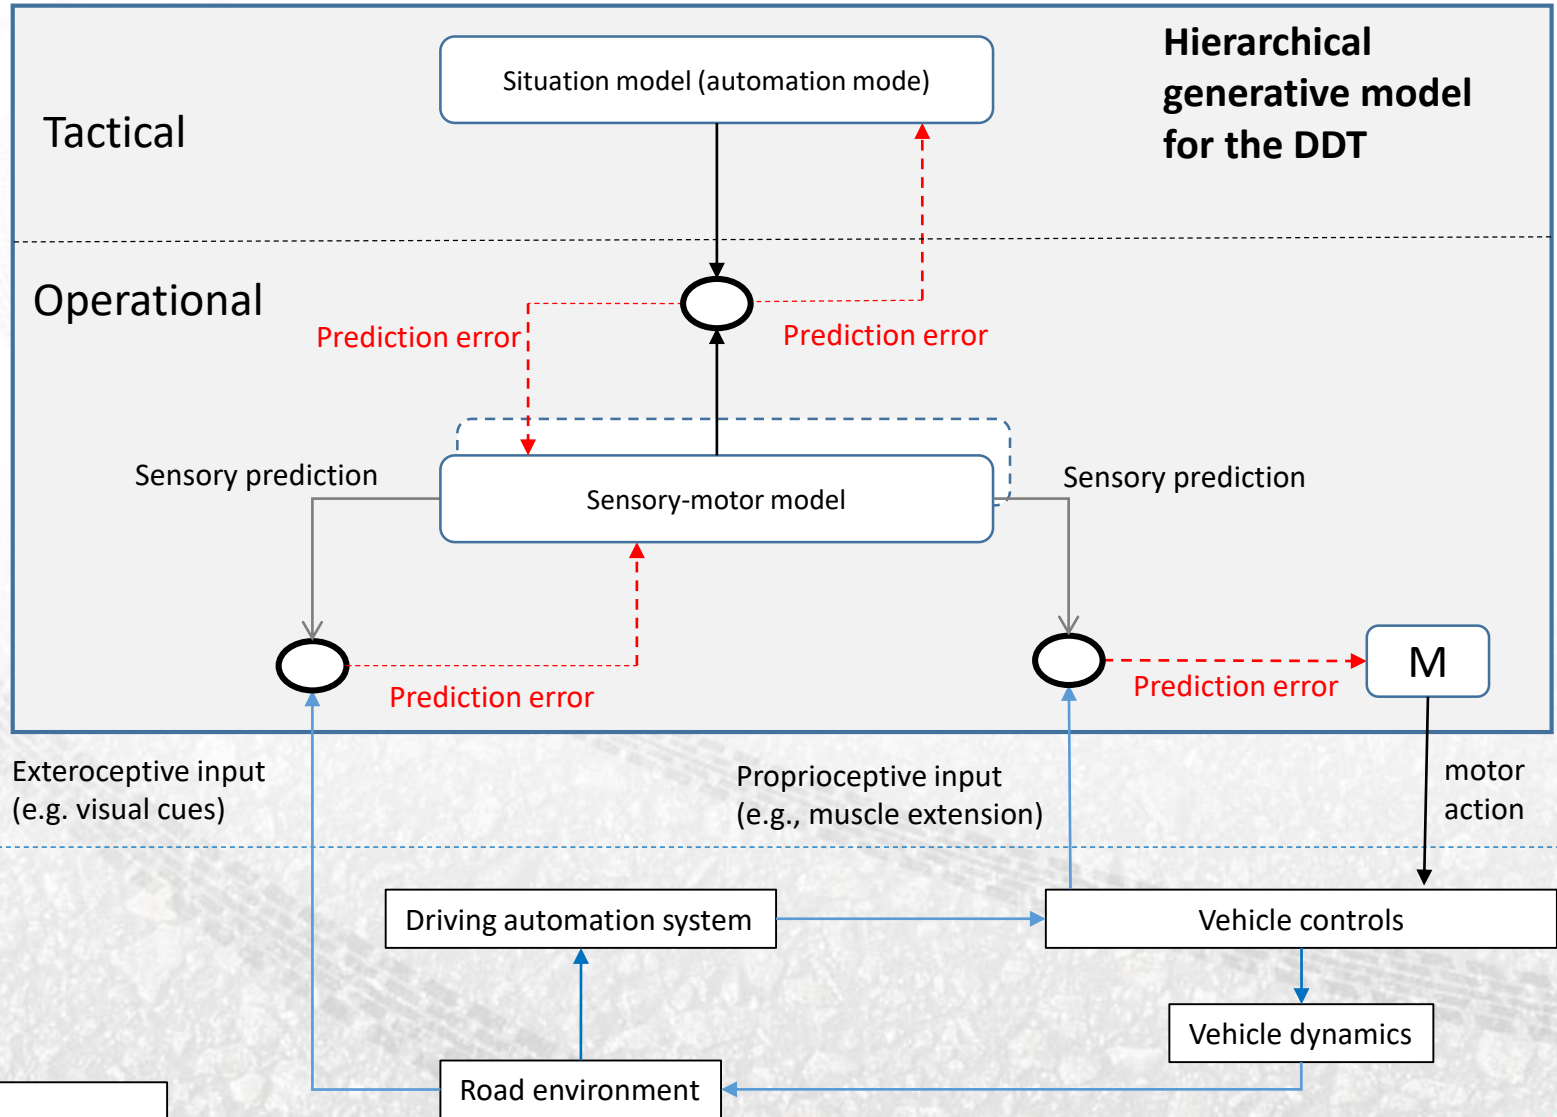 Hierarchical
generative model
for the DDT
Situation model (automation mode)
Tactical
Operational
Prediction error
Prediction error
Sensory prediction
Sensory prediction
Sensory-motor model
M
Prediction error
Prediction error
Exteroceptive input
(e.g. visual cues)
Proprioceptive input
(e.g., muscle extension)
motor
action
Driving automation system
Vehicle controls
Vehicle dynamics
Road environment